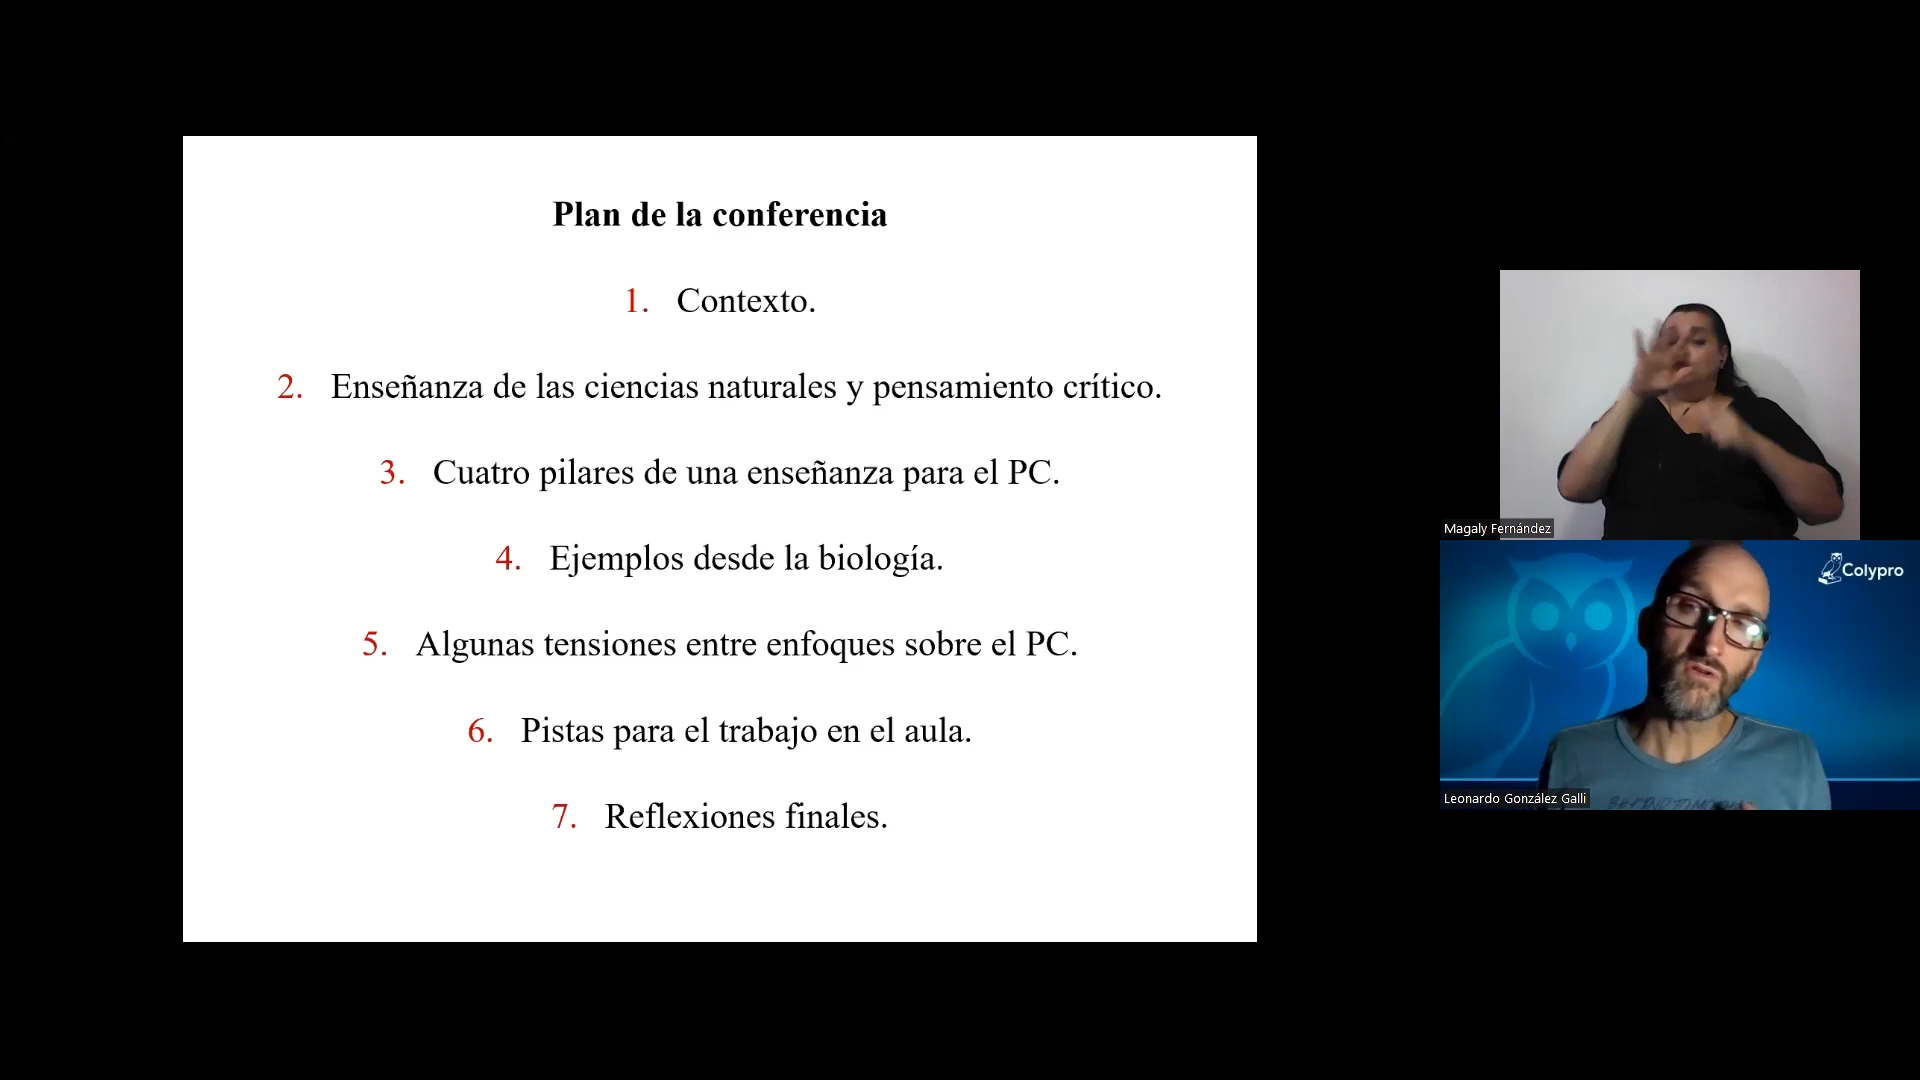 Plan de la conferencia
1. Contexto.
2. Enseñanza de las ciencias naturales y pensamiento crítico.
3. Cuatro pilares de una enseñanza para el PC.
4. Ejemplos desde la biología.
5. Algunas tensiones entre enfoques sobre el PC.
6. Pistas para el trabajo en el aula.
7. Reflexiones finales.
Magaly Fernández
Colypro
Leonardo González Galli